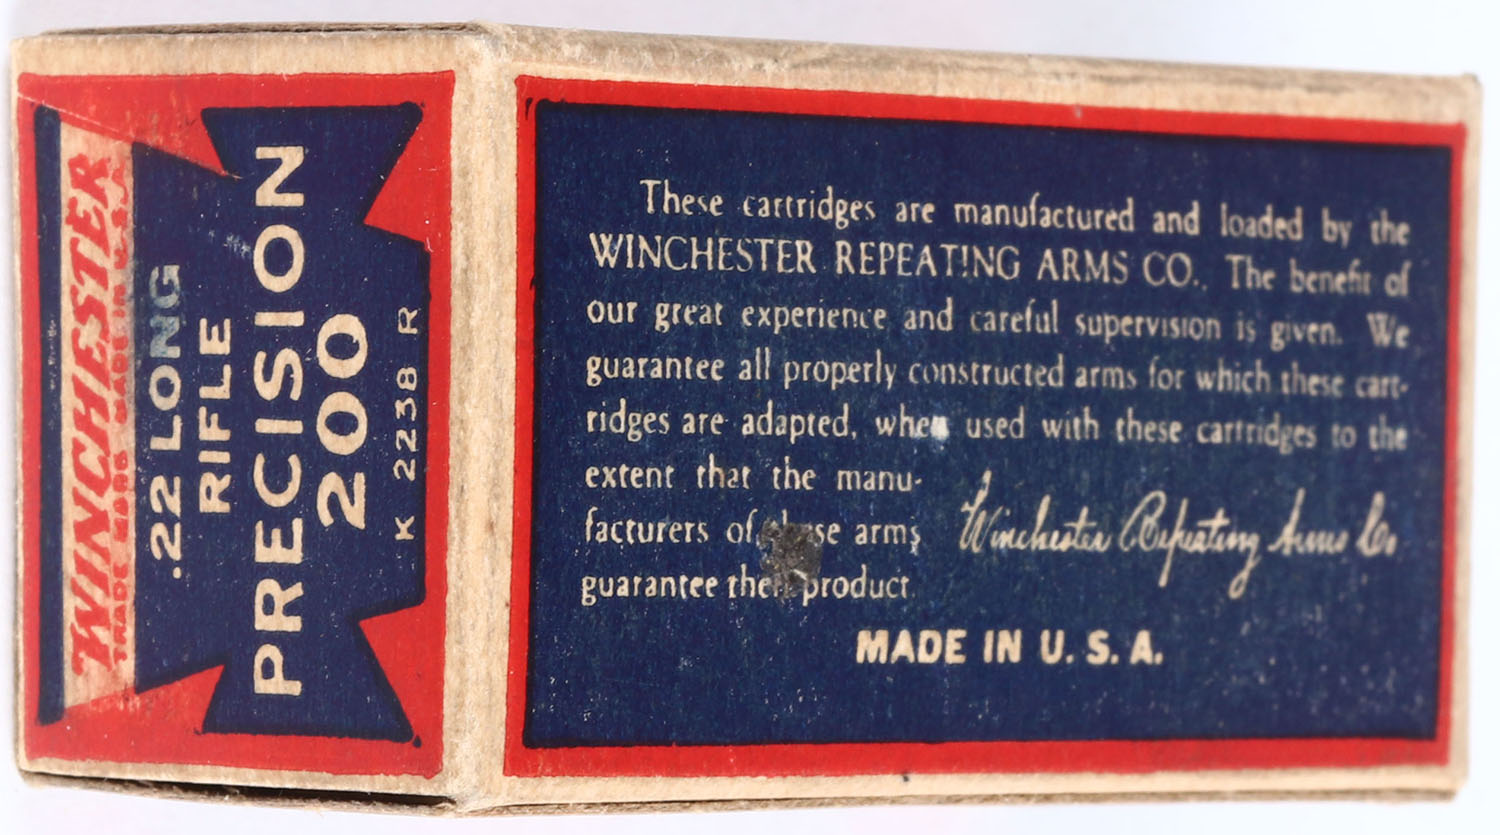 WINCHESTER
TRADE MARK MADE IN U.S.A.
.22 LONG
RIFLE
PRECISION
200
K 2238 R
These cartridges are manufactured and loaded by the
WINCHESTER REPEATING ARMS CO.. The benefit of
our great experience and careful supervision is given. We
guarantee all properly constructed arms for which these cart-
ridges are adapted, when used with these cartridges to the
extent that the manu-
facturers of these arms
guarantee their product.
Winchester Repeating Arms Co.
MADE IN U. S. A.